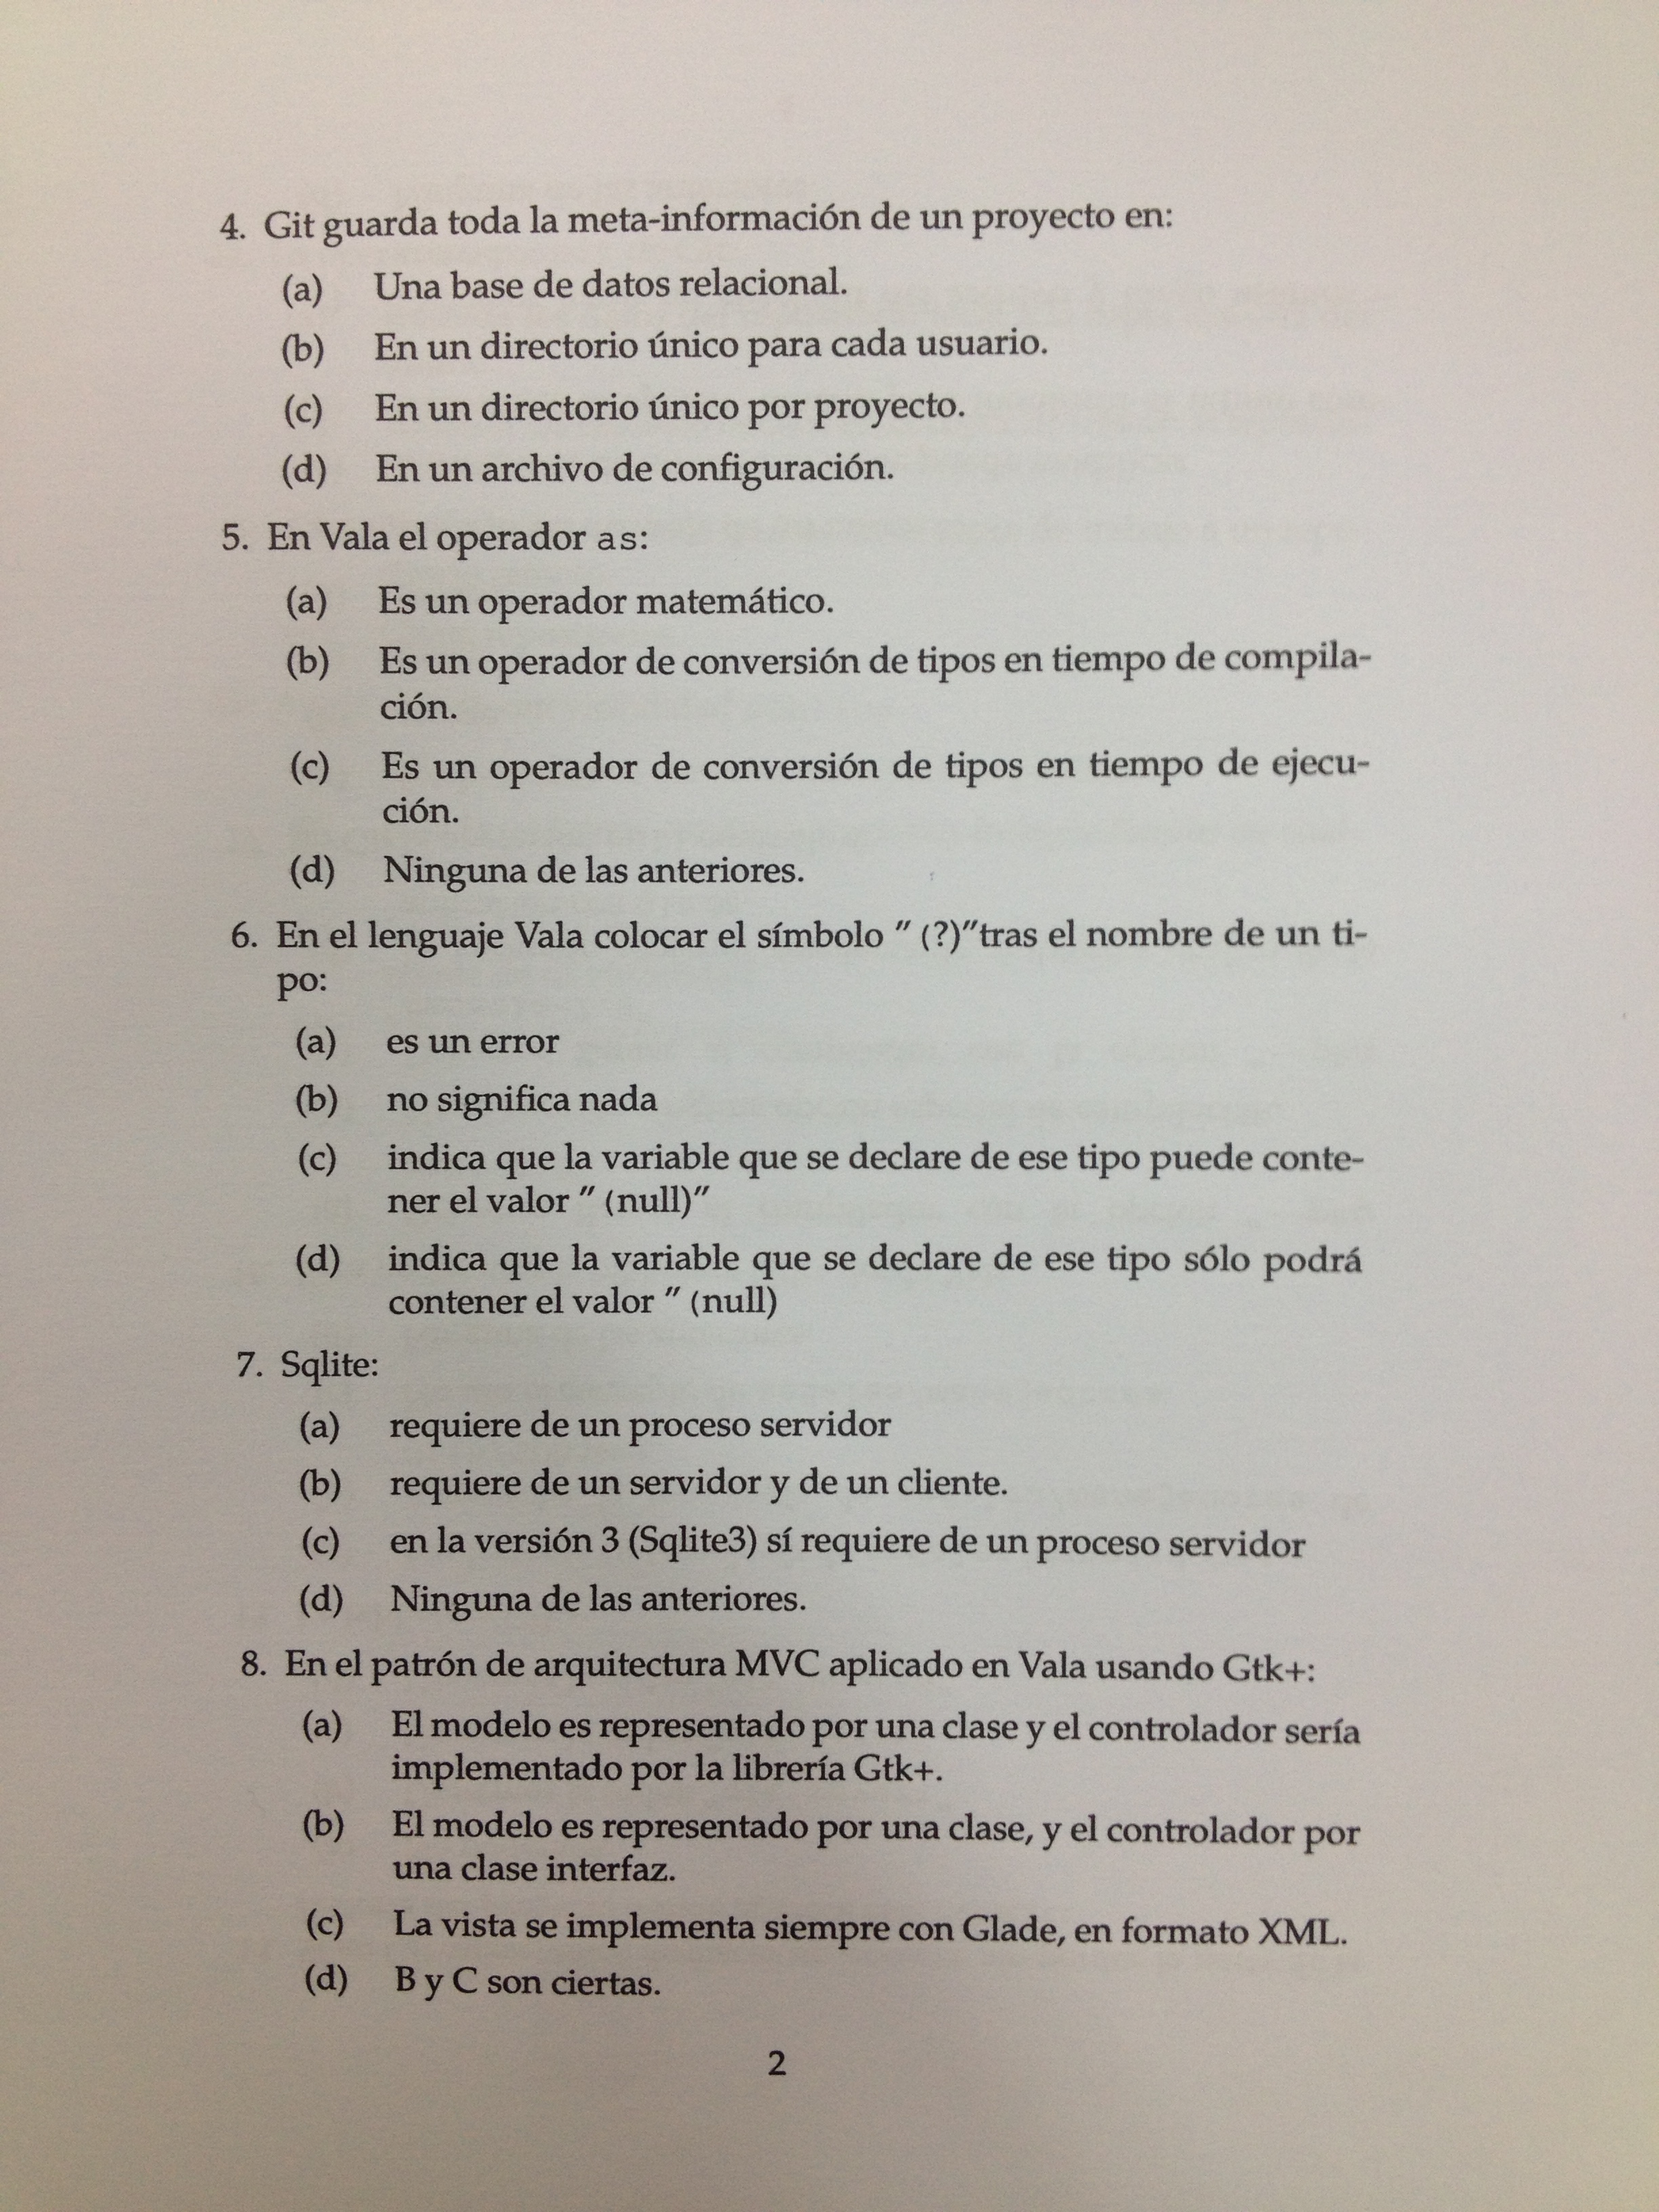 4. Git guarda toda la meta-información de un proyecto en:
(a) Una base de datos relacional.
(b) En un directorio único para cada usuario.
(c) En un directorio único por proyecto.
(d) En un archivo de configuración.
5. En Vala el operador as:
(a) Es un operador matemático.
(b) Es un operador de conversión de tipos en tiempo de compila-
ción.
(c) Es un operador de conversión de tipos en tiempo de ejecu-
ción.
(d) Ninguna de las anteriores.
6. En el lenguaje Vala colocar el símbolo " (?)"tras el nombre de un ti-
po:
(a) es un error
(b) no significa nada
(c) indica que la variable que se declare de ese tipo puede conte-
ner el valor " (null)"
(d) indica que la variable que se declare de ese tipo sólo podrá
contener el valor " (null)
7. Sqlite:
(a) requiere de un proceso servidor
(b) requiere de un servidor y de un cliente.
(c) en la versión 3 (Sqlite3) sí requiere de un proceso servidor
(d) Ninguna de las anteriores.
8. En el patrón de arquitectura MVC aplicado en Vala usando Gtk+:
(a) El modelo es representado por una clase y el controlador sería
implementado por la librería Gtk+.
(b) El modelo es representado por una clase, y el controlador por
una clase interfaz.
(c) La vista se implementa siempre con Glade, en formato XML.
(d) B y C son ciertas.
2